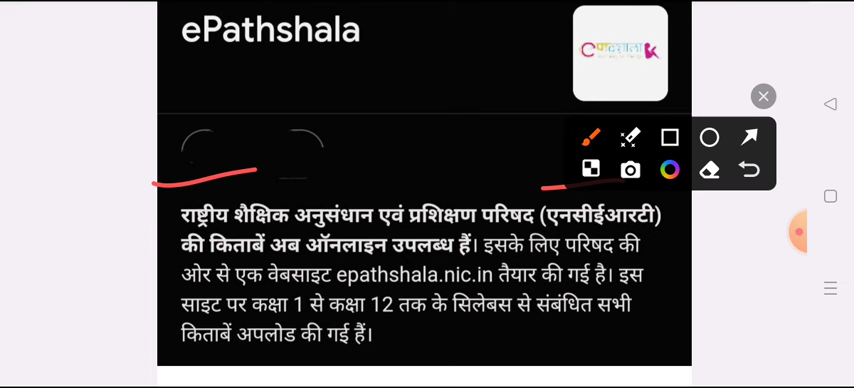 ePathshala
पाठशाला
राष्ट्रीय शैक्षिक अनुसंधान एवं प्रशिक्षण परिषद (एनसीईआरटी)
की किताबें अब ऑनलाइन उपलब्ध हैं। इसके लिए परिषद की
ओर से एक वेबसाइट epathshala.nic.in तैयार की गई है। इस
साइट पर कक्षा 1 से कक्षा 12 तक के सिलेबस से संबंधित सभी
किताबें अपलोड की गई हैं।